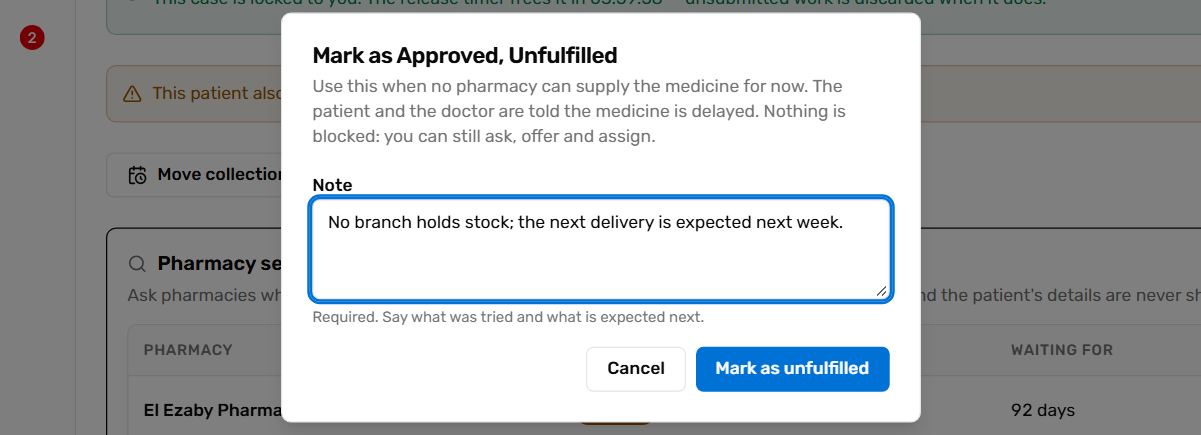 This case is locked to you. The release timer frees it in
unsubmitted work is discarded when it does.
2
Mark as Approved, Unfulfilled
Use this when no pharmacy can supply the medicine for now. The
patient and the doctor are told the medicine is delayed. Nothing is
blocked: you can still ask, offer and assign.
This patient also
Move collection
Note
No branch holds stock; the next delivery is expected next week.
Pharmacy se
Ask pharmacies wh
nd the patient's details are never sh
Required. Say what was tried and what is expected next.
PHARMACY
WAITING FOR
Cancel
Mark as unfulfilled
El Ezaby Pharma
92 days